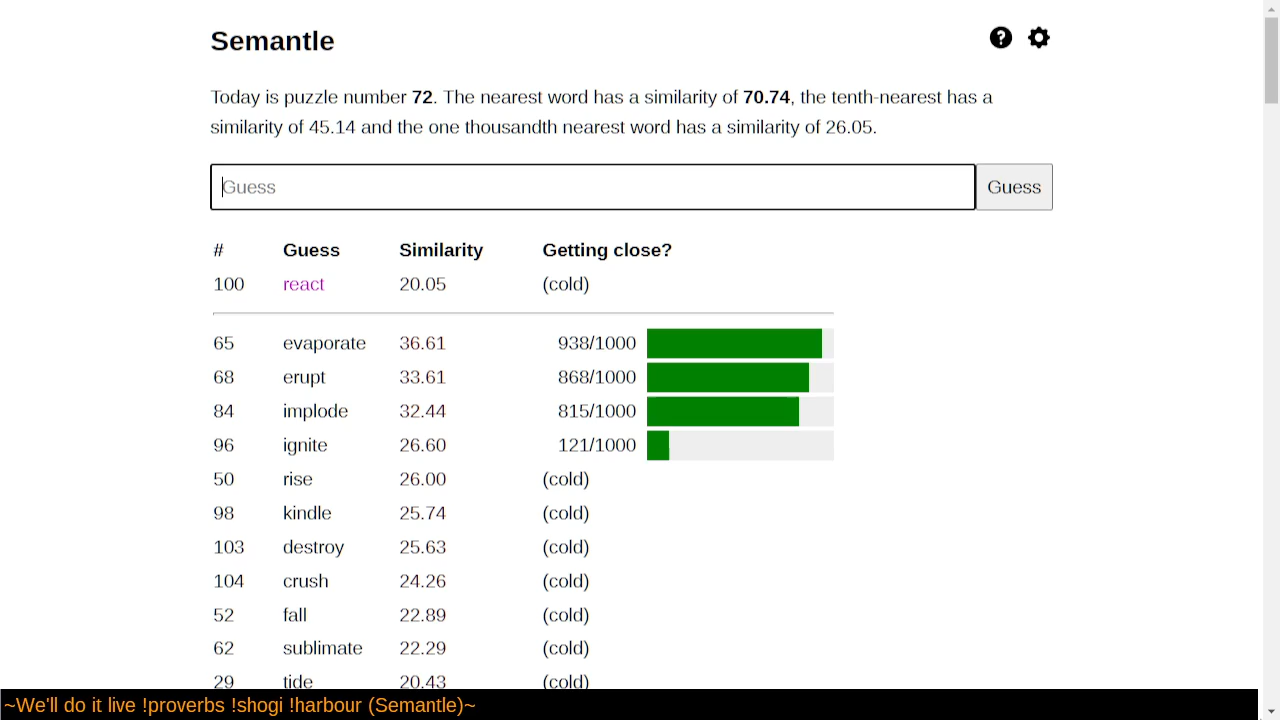 Semantle
Today is puzzle number 72. The nearest word has a similarity of 70.74, the tenth-nearest has a
similarity of 45.14 and the one thousandth nearest word has a similarity of 26.05.
Guess Guess
# Guess Similarity Getting close?
100 react 20.05 (cold)
65 evaporate 36.61 938/1000
68 erupt 33.61 868/1000
84 implode 32.44 815/1000
96 ignite 26.60 121/1000
50 rise 26.00 (cold)
98 kindle 25.74 (cold)
103 destroy 25.63 (cold)
104 crush 24.26 (cold)
52 fall 22.89 (cold)
62 sublimate 22.29 (cold)
29 tide 20.43 (cold)
~We'll do it live !proverbs !shogi !harbour (Semantle)~